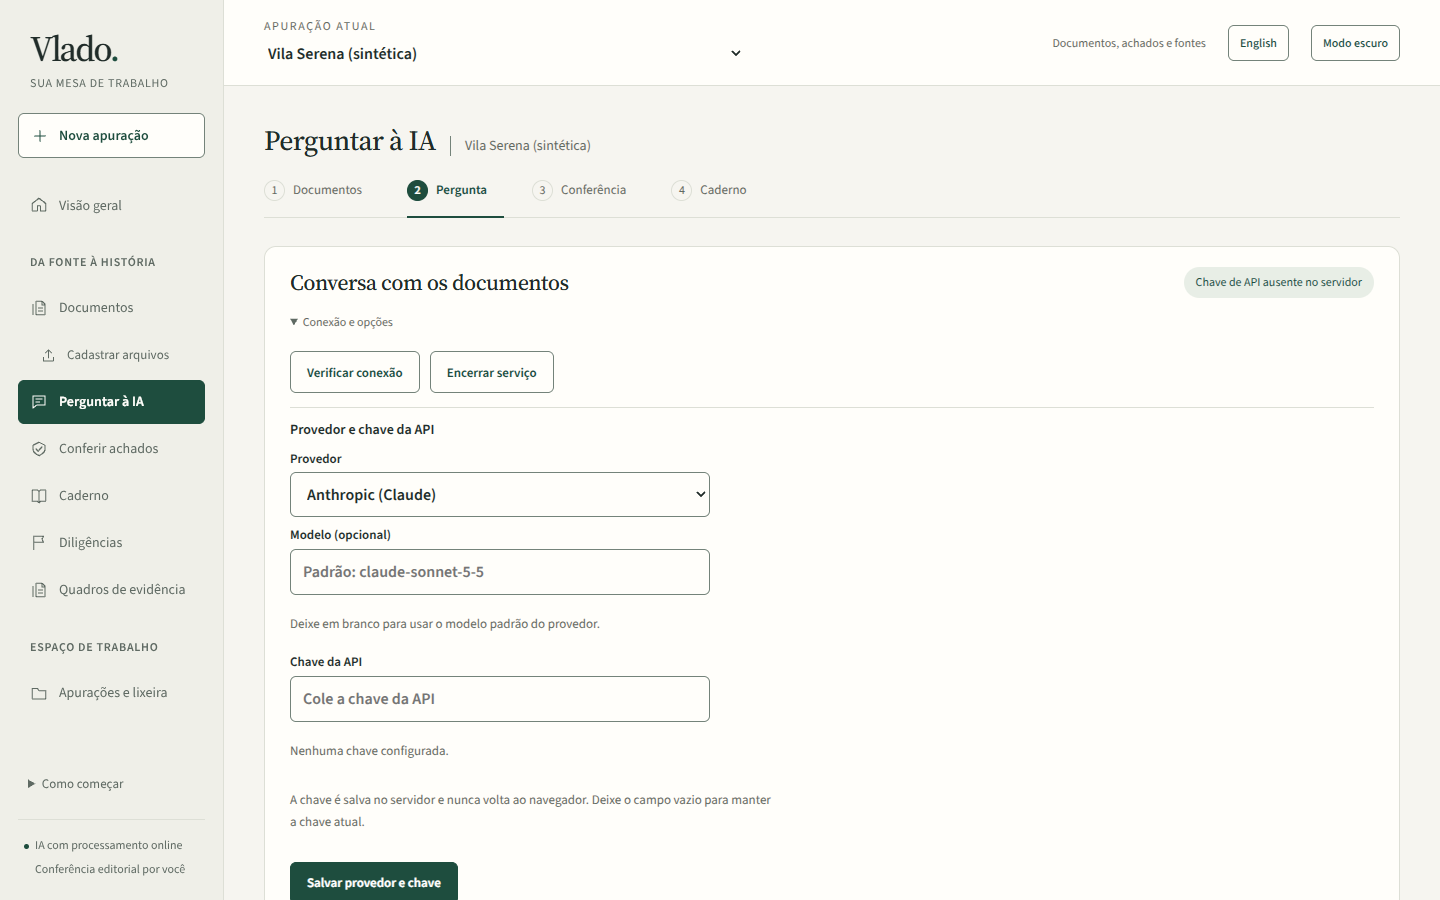 Vlado.
SUA MESA DE TRABALHO
Nova apuração
Visão geral
DA FONTE À HISTÓRIA
Documentos
Cadastrar arquivos
Perguntar à IA
Conferir achados
Caderno
Diligências
Quadros de evidência
ESPAÇO DE TRABALHO
Apurações e lixeira
Como começar
IA com processamento online
Conferência editorial por você
APURAÇÃO ATUAL
Vila Serena (sintética)
Documentos, achados e fontes
English
Modo escuro
Perguntar à IA
Vila Serena (sintética)
1 Documentos
2 Pergunta
3 Conferência
4 Caderno
Conversa com os documentos
Chave de API ausente no servidor
Conexão e opções
Verificar conexão
Encerrar serviço
Provedor e chave da API
Provedor
Anthropic (Claude)
Modelo (opcional)
Padrão: claude-sonnet-5-5
Deixe em branco para usar o modelo padrão do provedor.
Chave da API
Cole a chave da API
Nenhuma chave configurada.
A chave é salva no servidor e nunca volta ao navegador. Deixe o campo vazio para manter
a chave atual.
Salvar provedor e chave